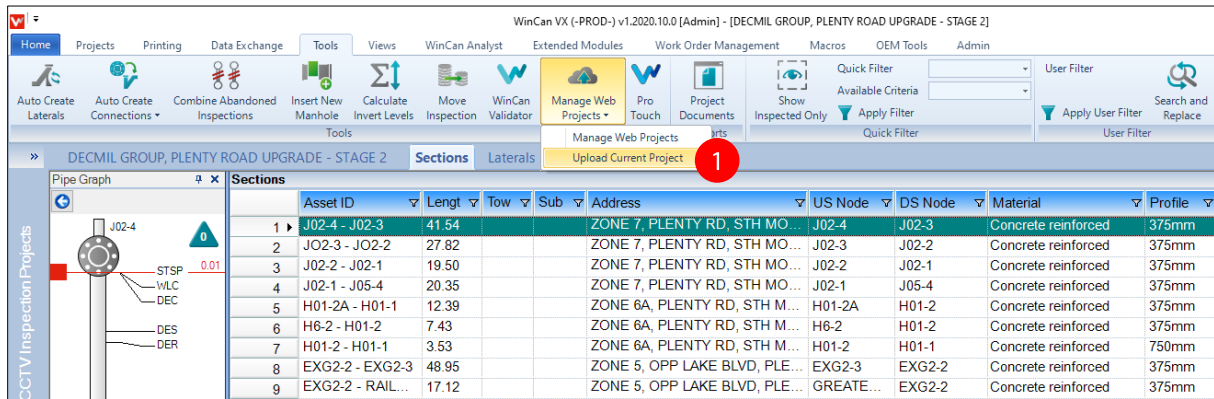 WinCan VX (-PROD-) v1.2020.10.0 [Admin] - [DECMIL GROUP, PLENTY ROAD UPGRADE - STAGE 2]
Home Projects Printing Data Exchange Tools Views WinCan Analyst Extended Modules Work Order Management Macros OEM Tools Admin
Auto Create Laterals
Auto Create Connections
Combine Abandoned Inspections
Insert New Manhole
Calculate Invert Levels
Move Inspection
WinCan Validator
Manage Web Projects
Pro Touch
Project Documents
Show Inspected Only
Quick Filter
Available Criteria
Apply Filter
User Filter
Apply User Filter
Search and Replace
Tools
Quick Filter
User Filter
Manage Web Projects
Upload Current Project
1
» DECMIL GROUP, PLENTY ROAD UPGRADE - STAGE 2 Sections Laterals
Pipe Graph
J02-4
0
0.01
STSP
WLC
DEC
DES
DER
CCTV Inspection Projects
Sections
Asset ID Lengt Tow Sub Address US Node DS Node Material Profile
1 J02-4 - J02-3 41.54 ZONE 7, PLENTY RD, STH MO... J02-4 J02-3 Concrete reinforced 375mm
2 JO2-3 - JO2-2 27.82 ZONE 7, PLENTY RD, STH MO... J02-3 J02-2 Concrete reinforced 375mm
3 J02-2 - J02-1 19.50 ZONE 7, PLENTY RD, STH MO... J02-2 J02-1 Concrete reinforced 375mm
4 J02-1 - J05-4 20.35 ZONE 7, PLENTY RD, STH MO... J02-1 J05-4 Concrete reinforced 375mm
5 H01-2A - H01-1 12.39 ZONE 6A, PLENTY RD, STH M... H01-2A H01-2 Concrete reinforced 375mm
6 H6-2 - H01-2 7.43 ZONE 6A, PLENTY RD, STH M... H6-2 H01-2 Concrete reinforced 375mm
7 H01-2 - H01-1 3.53 ZONE 6A, PLENTY RD, STH M... H01-2 H01-1 Concrete reinforced 750mm
8 EXG2-2 - EXG2-3 48.95 ZONE 5, OPP LAKE BLVD, PLE... EXG2-3 EXG2-2 Concrete reinforced 375mm
9 EXG2-2 - RAIL... 17.12 ZONE 5, OPP LAKE BLVD, PLE... GREATE... EXG2-2 Concrete reinforced 375mm